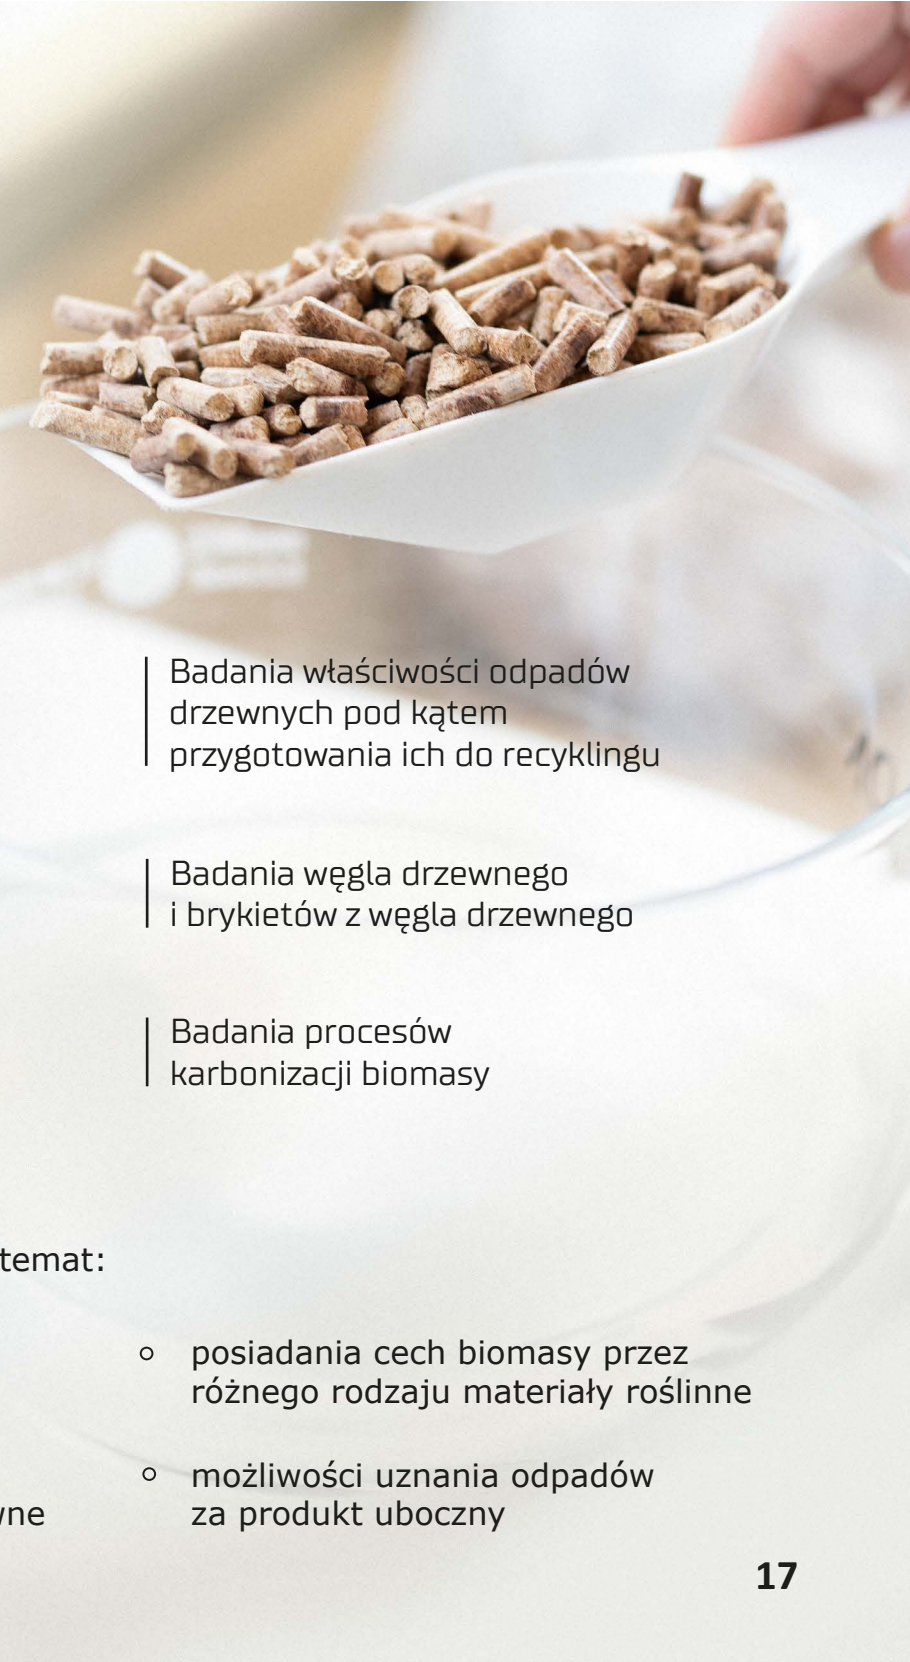 Badania właściwości odpadów
drzewnych pod kątem
przygotowania ich do recyklingu
Badania węgla drzewnego
i brykietów z węgla drzewnego
Badania procesów
karbonizacji biomasy
temat:
posiadania cech biomasy przez
różnego rodzaju materiały roślinne
możliwości uznania odpadów
za produkt uboczny
17